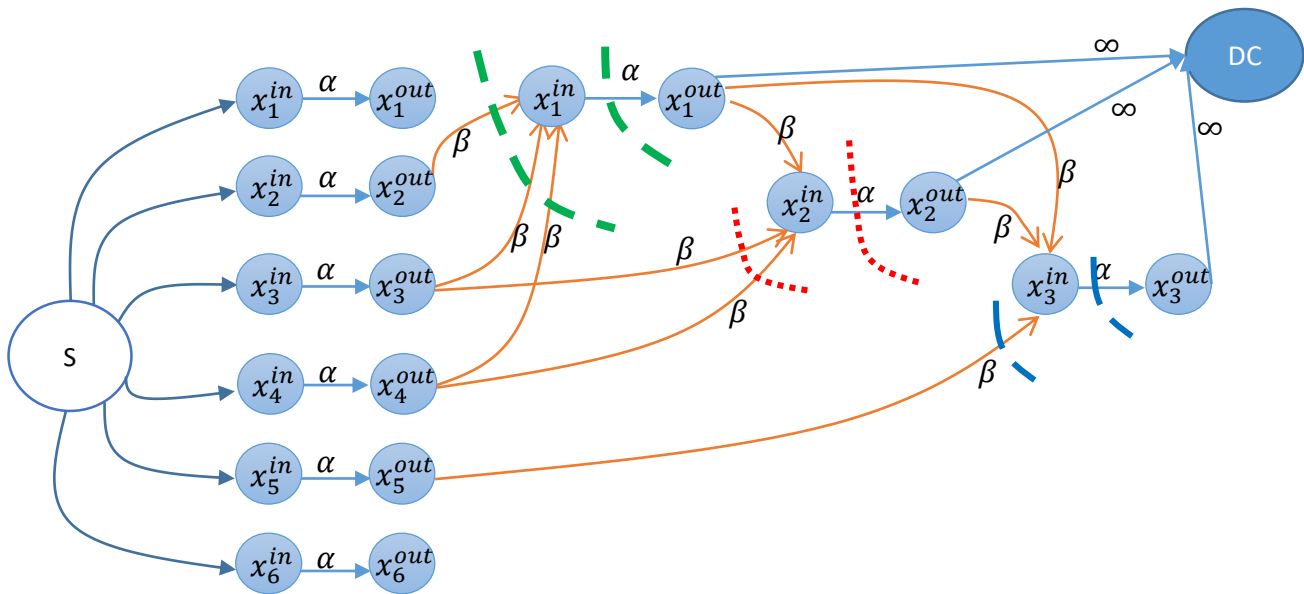 ∞
DC
x_1^{in} α x_1^{out} x_1^{in} α x_1^{out}
β β ∞
x_2^{in} α x_2^{out} x_2^{in} α x_2^{out} β ∞
β β β β
x_3^{in} α x_3^{out} x_3^{in} α x_3^{out}
β
S
x_4^{in} α x_4^{out} β
x_5^{in} α x_5^{out}
x_6^{in} α x_6^{out}